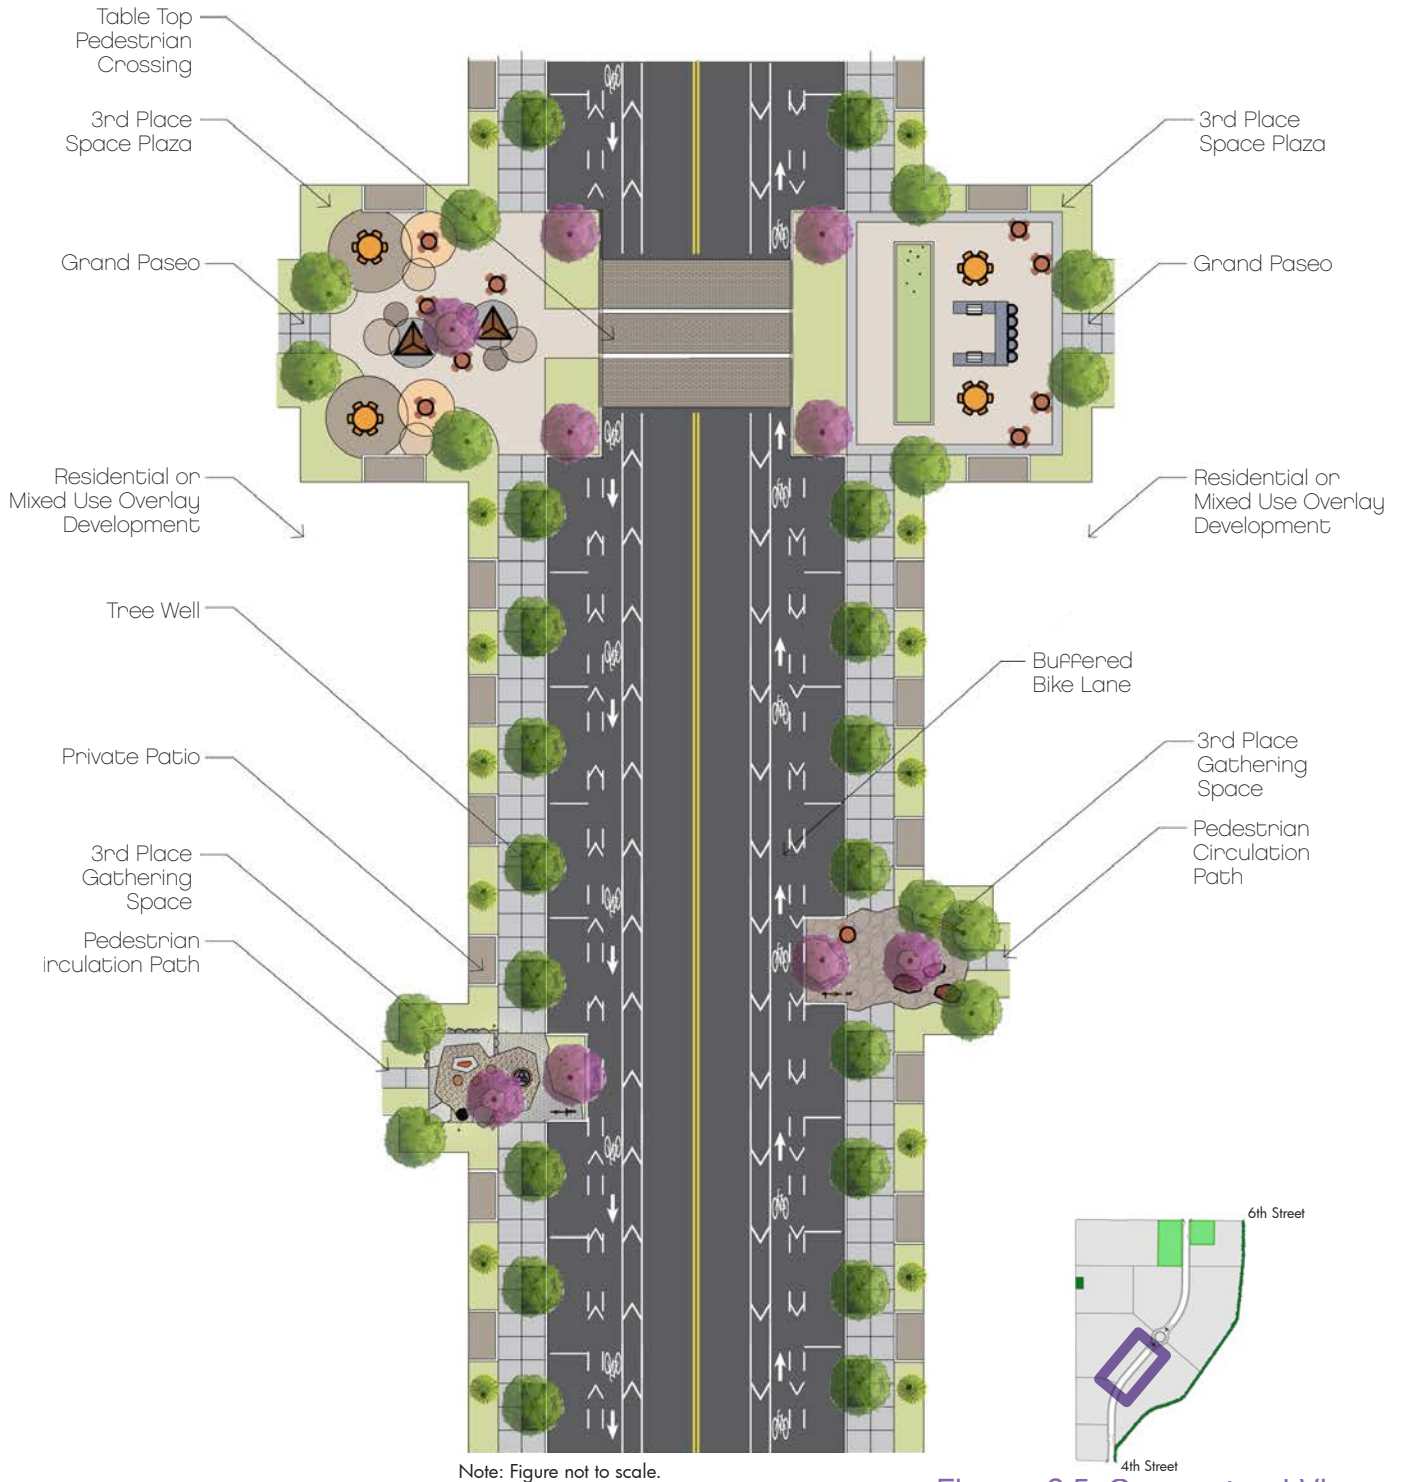 Table Top
Pedestrian
Crossing
3rd Place
Space Plaza
Grand Paseo
Residential or
Mixed Use Overlay
Development
Tree Well
Private Patio
3rd Place
Gathering
Space
Pedestrian
irculation Path
3rd Place
Space Plaza
Grand Paseo
Residential or
Mixed Use Overlay
Development
Buffered
Bike Lane
3rd Place
Gathering
Space
Pedestrian
Circulation
Path
6th Street
4th Street
Note: Figure not to scale.